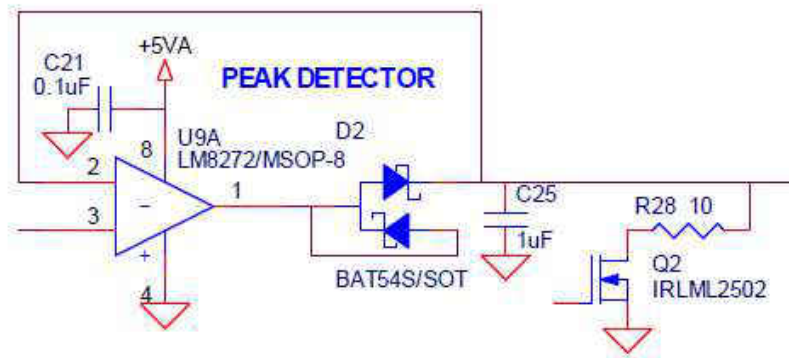 +5VA
C21
0.1uF
PEAK DETECTOR
D2
U9A
LM8272/MSOP-8
8
2
1
3
4
C25
1uF
BAT54S/SOT
R28 10
Q2
IRLML2502